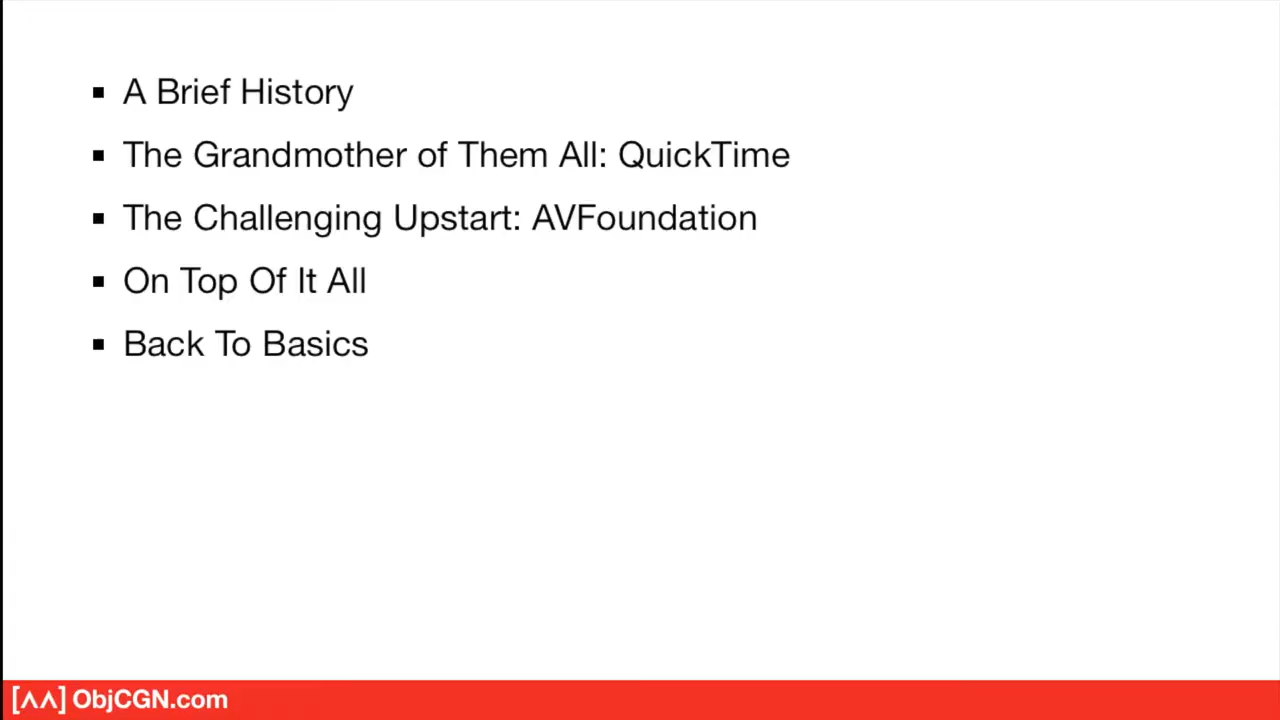 A Brief History
The Grandmother of Them All: QuickTime
The Challenging Upstart: AVFoundation
On Top Of It All
Back To Basics
[^^] ObjCGN.com